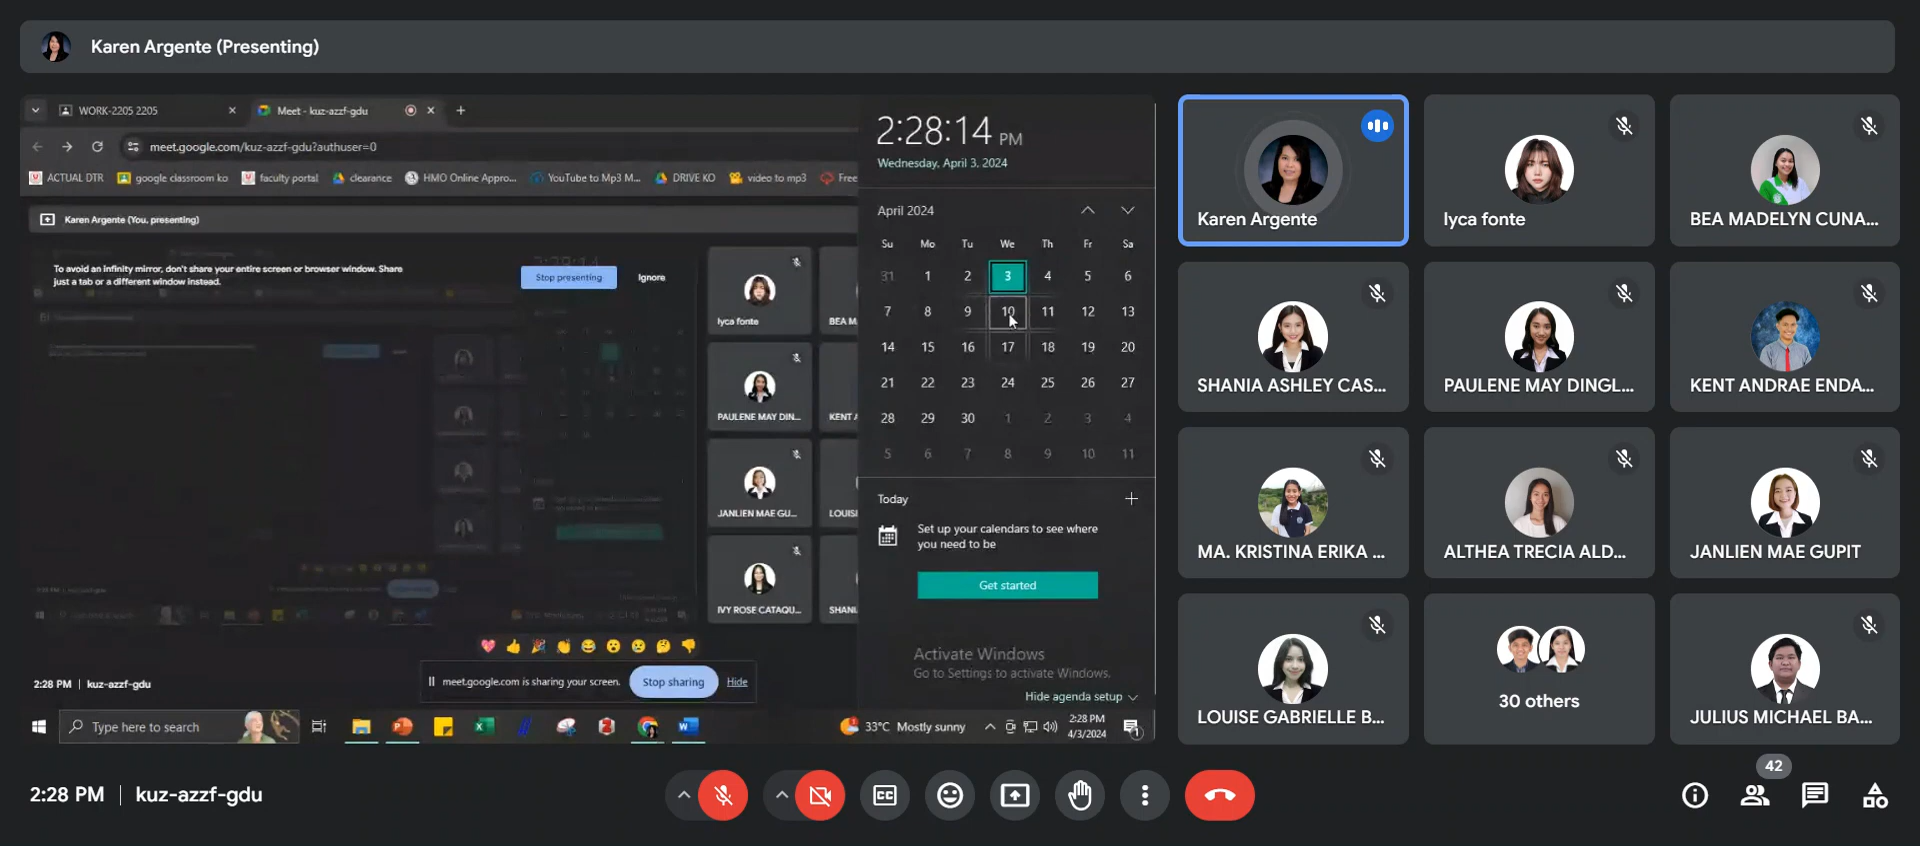 Karen Argente (Presenting)
WORK-2205 2205
Meet - kuz-azzf-gdu
meet.google.com/kuz-azzf-gdu?authuser=0
ACTUAL DTR
google classroom ko
faculty portal
clearance
HMO Online Appro...
YouTube to Mp3 M...
DRIVE KO
video to mp3
Free
Karen Argente (You, presenting)
To avoid an infinity mirror, don't share your entire screen or browser window. Share
just a tab or a different window instead.
Stop presenting
Ignore
lyca fonte
BEA M
PAULENE MAY DIN...
KENT A
JANLIEN MAE GU...
LOUIS
IVY ROSE CATAQU...
SHANI
2:28 PM | kuz-azzf-gdu
meet.google.com is sharing your screen.
Stop sharing
Hide
2:28:14 PM
Wednesday, April 3, 2024
April 2024
Su Mo Tu We Th Fr Sa
31 1 2 3 4 5 6
7 8 9 10 11 12 13
14 15 16 17 18 19 20
21 22 23 24 25 26 27
28 29 30 1 2 3 4
5 6 7 8 9 10 11
Today
Set up your calendars to see where
you need to be
Get started
Activate Windows
Go to Settings to activate Windows.
Hide agenda setup
Type here to search
33°C Mostly sunny
2:28 PM
4/3/2024
1
Karen Argente
lyca fonte
BEA MADELYN CUNA...
SHANIA ASHLEY CAS...
PAULENE MAY DINGL...
KENT ANDRAE ENDA...
MA. KRISTINA ERIKA ...
ALTHEA TRECIA ALD...
JANLIEN MAE GUPIT
LOUISE GABRIELLE B...
30 others
JULIUS MICHAEL BA...
2:28 PM | kuz-azzf-gdu
42